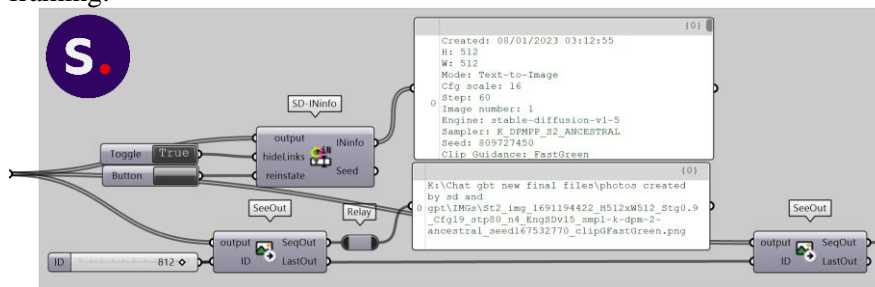 S.
SD-INinfo
output
hideLinks
reinstate
INinfo
Seed
Toggle
True
Button
{0}
0
Created: 08/01/2023 03:12:55
H: 512
W: 512
Mode: Text-to-Image
Cfg scale: 16
Step: 60
Image number: 1
Engine: stable-diffusion-v1-5
Sampler: K_DPMPP_S2_ANCESTRAL
Seed: 809727450
Clip Guidance: FastGreen
{0}
0
K:\Chat gbt new final files\photos created
by sd and
gpt\IMGs\St2_img_1691194422_H512xW512_Stg0.9
_Cfg19_stp80_n4_EngSDv15_smpl-k-dpm-2-
ancestral_seed167532770_clipGFastGreen.png
SeeOut
Relay
output
ID
SeqOut
LastOut
ID
812
SeeOut
output
ID
SeqOut
LastOut